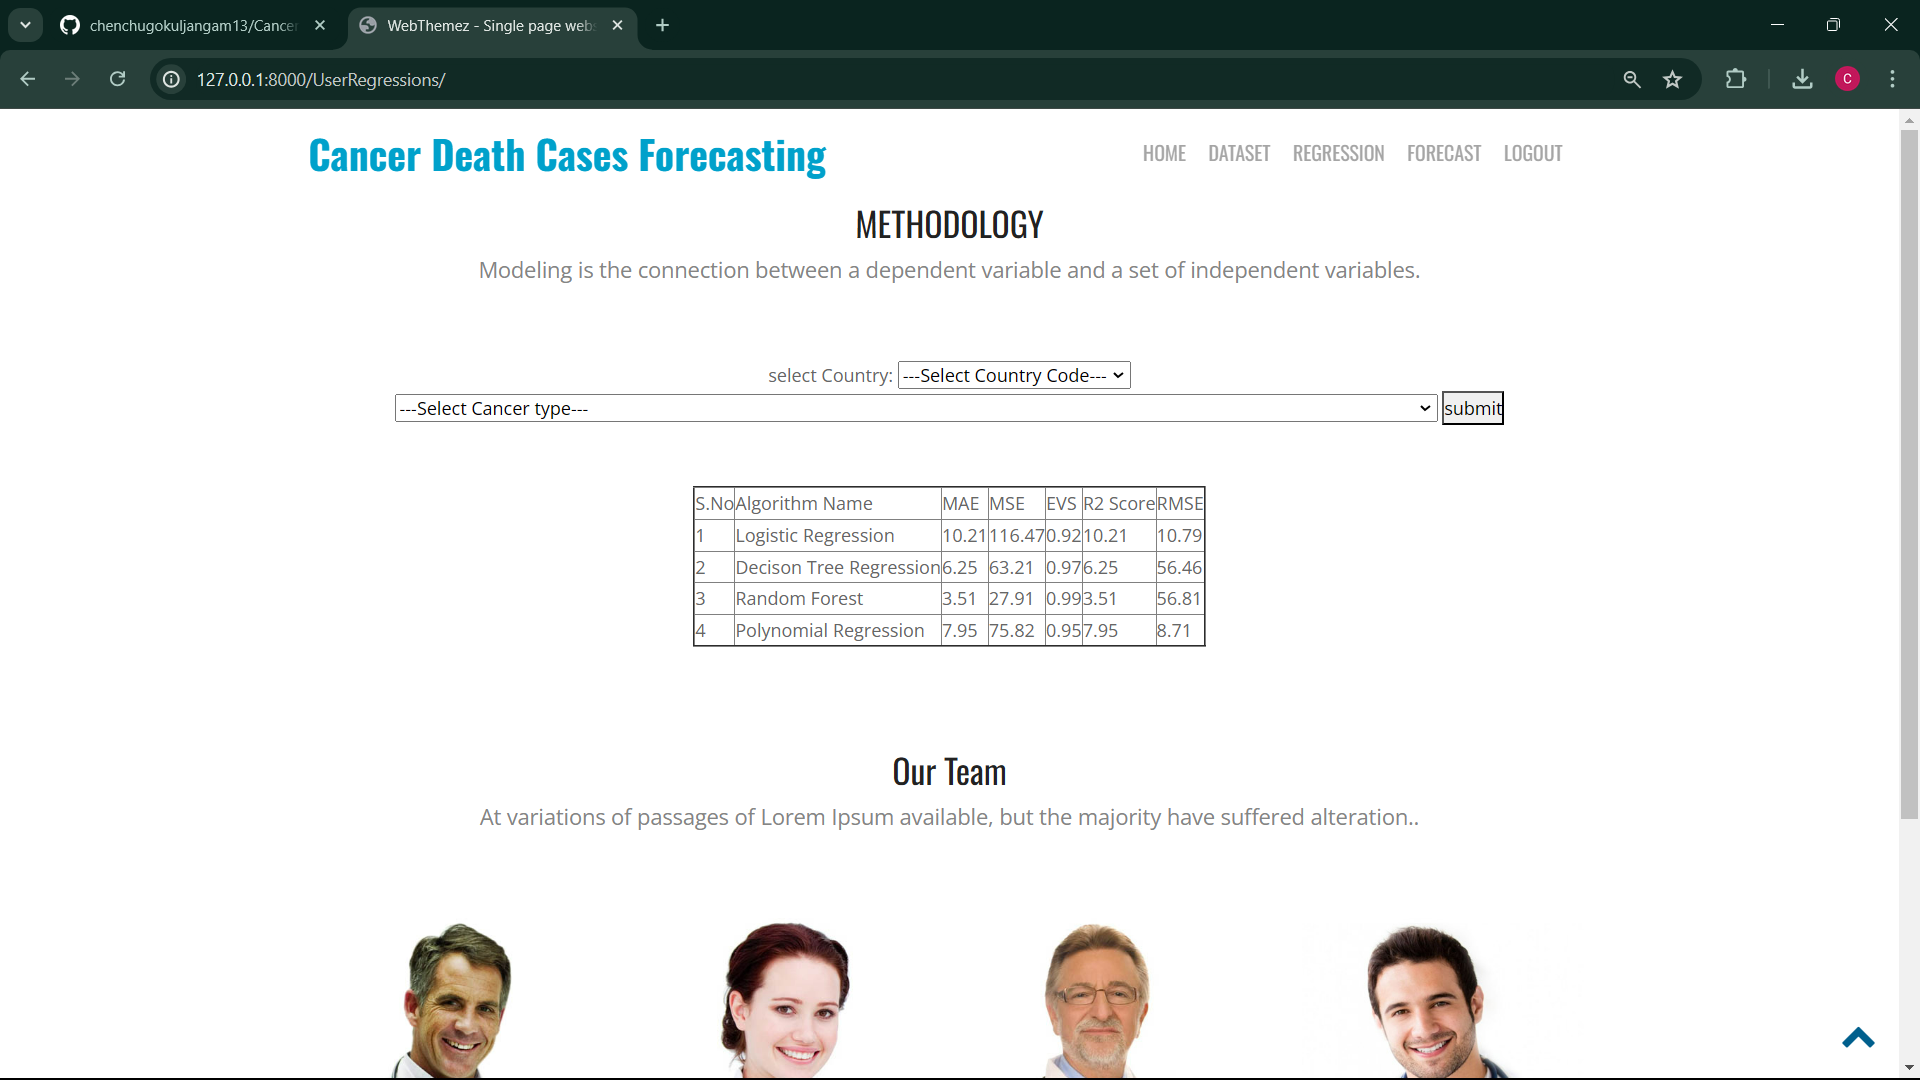 chenchugokuljangam13/Cance
WebThemez - Single page web
127.0.0.1:8000/UserRegressions/
C
Cancer Death Cases Forecasting
HOME DATASET REGRESSION FORECAST LOGOUT
METHODOLOGY
Modeling is the connection between a dependent variable and a set of independent variables.
select Country: ---Select Country Code---
---Select Cancer type--- submit
S.No Algorithm Name MAE MSE EVS R2 Score RMSE
1 Logistic Regression 10.21 116.47 0.92 10.21 10.79
2 Decison Tree Regression 6.25 63.21 0.97 6.25 56.46
3 Random Forest 3.51 27.91 0.99 3.51 56.81
4 Polynomial Regression 7.95 75.82 0.95 7.95 8.71
Our Team
At variations of passages of Lorem Ipsum available, but the majority have suffered alteration..